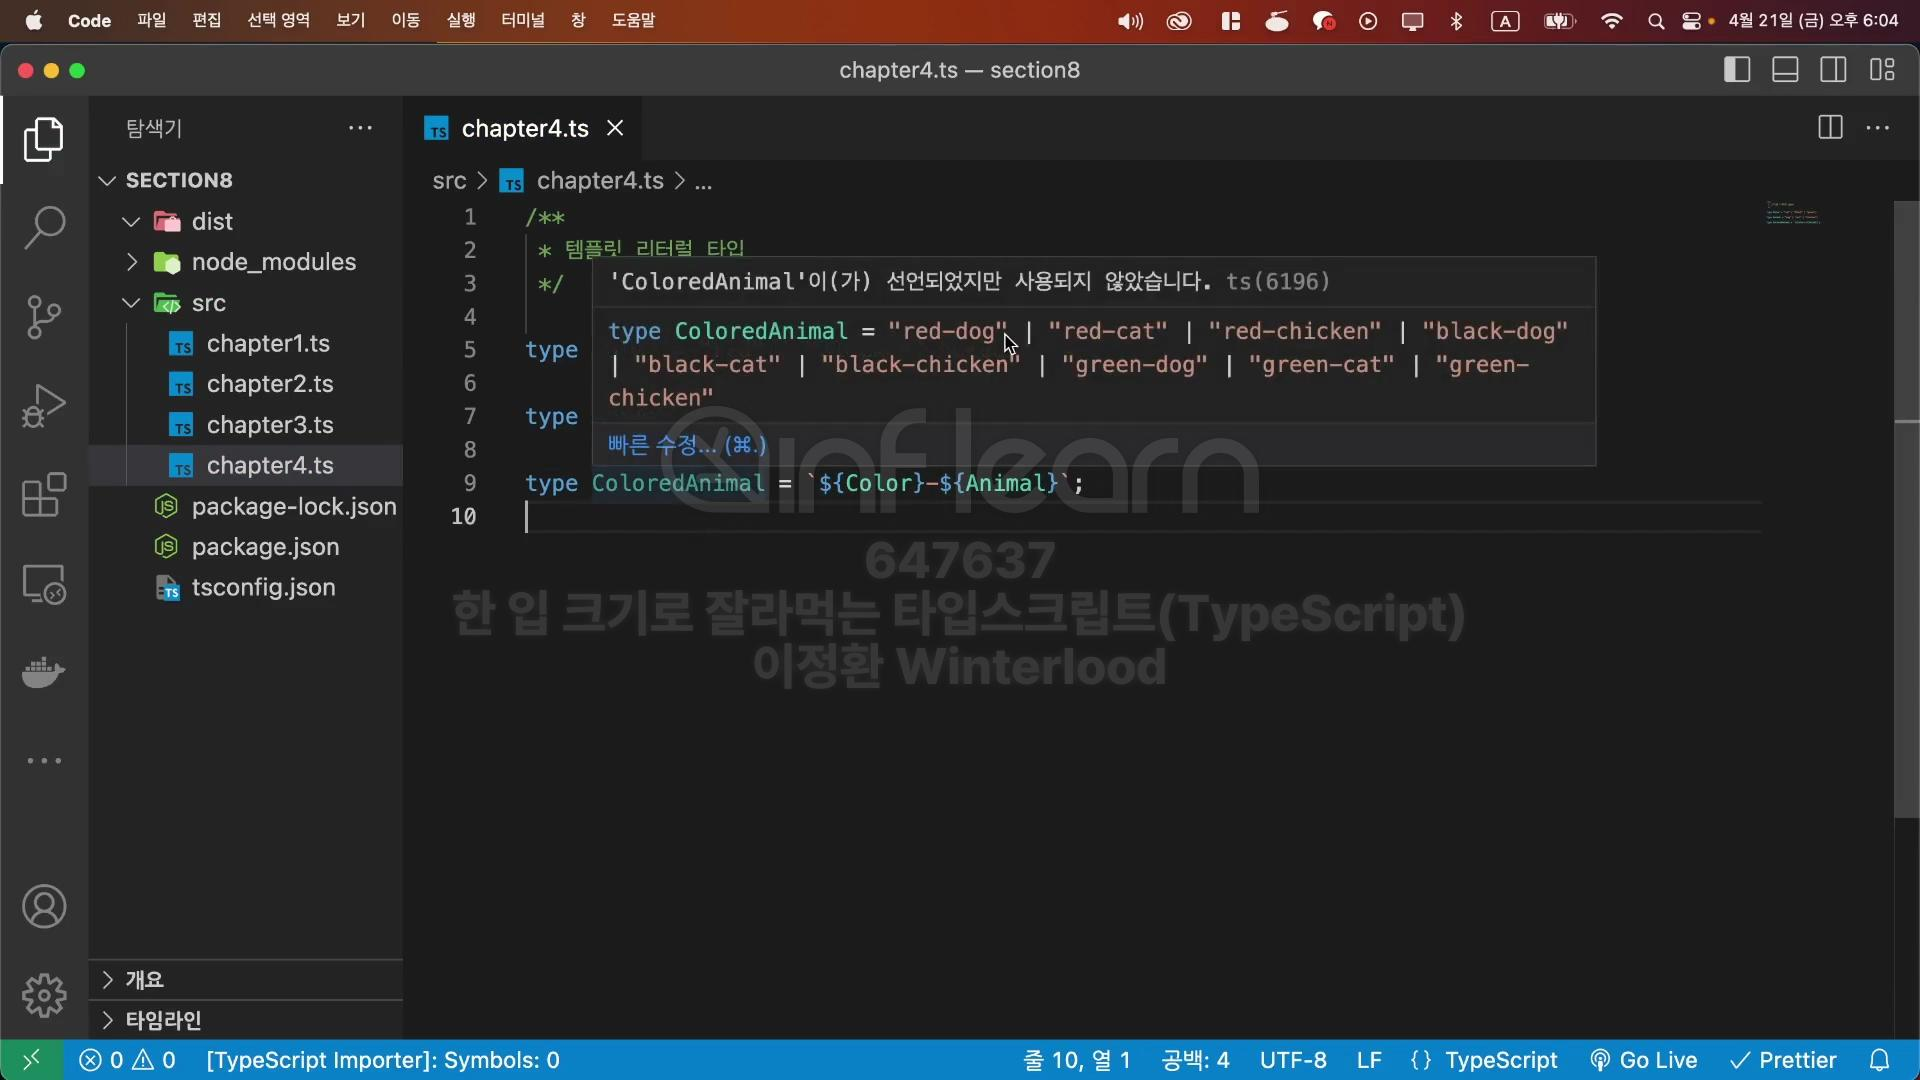 Code 파일 편집 선택 영역 보기 이동 실행 터미널 창 도움말 A 4월 21일 (금) 오후 6:04
chapter4.ts — section8
탐색기
TS chapter4.ts
SECTION8
src > TS chapter4.ts > ...
dist
node_modules
src
TS chapter1.ts
TS chapter2.ts
TS chapter3.ts
TS chapter4.ts
JS package-lock.json
JS package.json
TS tsconfig.json
개요
타임라인
1 /**
2 * 템플릿 리터럴 타입
3 */
4
5 type
6
7 type
8
9 type ColoredAnimal = `${Color}-${Animal}`;
10
'ColoredAnimal'이(가) 선언되었지만 사용되지 않았습니다. ts(6196)
type ColoredAnimal = "red-dog" | "red-cat" | "red-chicken" | "black-dog"
| "black-cat" | "black-chicken" | "green-dog" | "green-cat" | "green-
chicken"
빠른 수정... (⌘.)
inflearn
647637
한 입 크기로 잘라먹는 타입스크립트(TypeScript)
이정환 Winterlood
0 0 [TypeScript Importer]: Symbols: 0 줄 10, 열 1 공백: 4 UTF-8 LF {} TypeScript Go Live Prettier